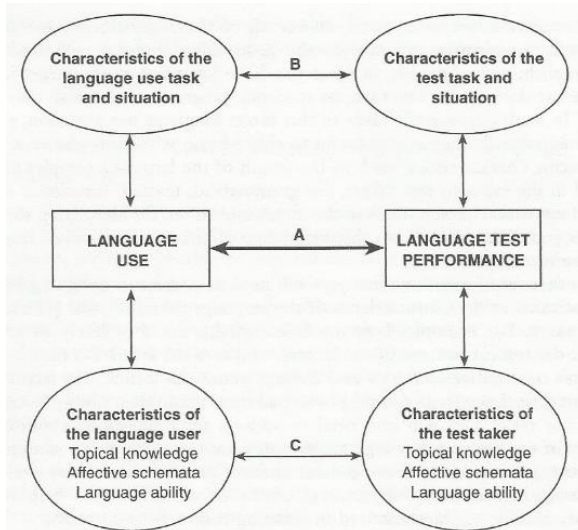 Characteristics of the
language use task
and situation
B
Characteristics of the
test task and
situation
LANGUAGE
USE
A
LANGUAGE TEST
PERFORMANCE
Characteristics of
the language user
Topical knowledge
Affective schemata
Language ability
C
Characteristics of
the test taker
Topical knowledge
Affective schemata
Language ability